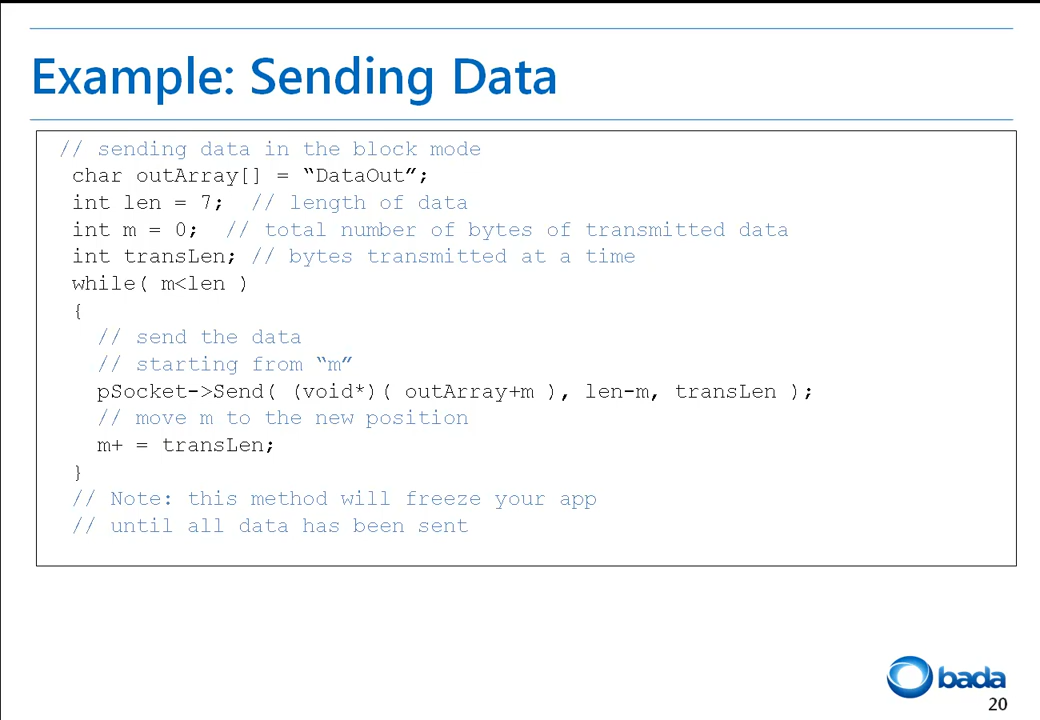 Example: Sending Data
// sending data in the block mode
char outArray[] = “DataOut”;
int len = 7;  // length of data
int m = 0;  // total number of bytes of transmitted data
int transLen; // bytes transmitted at a time
while( m<len )
{
// send the data
// starting from “m”
pSocket->Send( (void*)( outArray+m ), len-m, transLen );
// move m to the new position
m+ = transLen;
}
// Note: this method will freeze your app
// until all data has been sent
bada
20